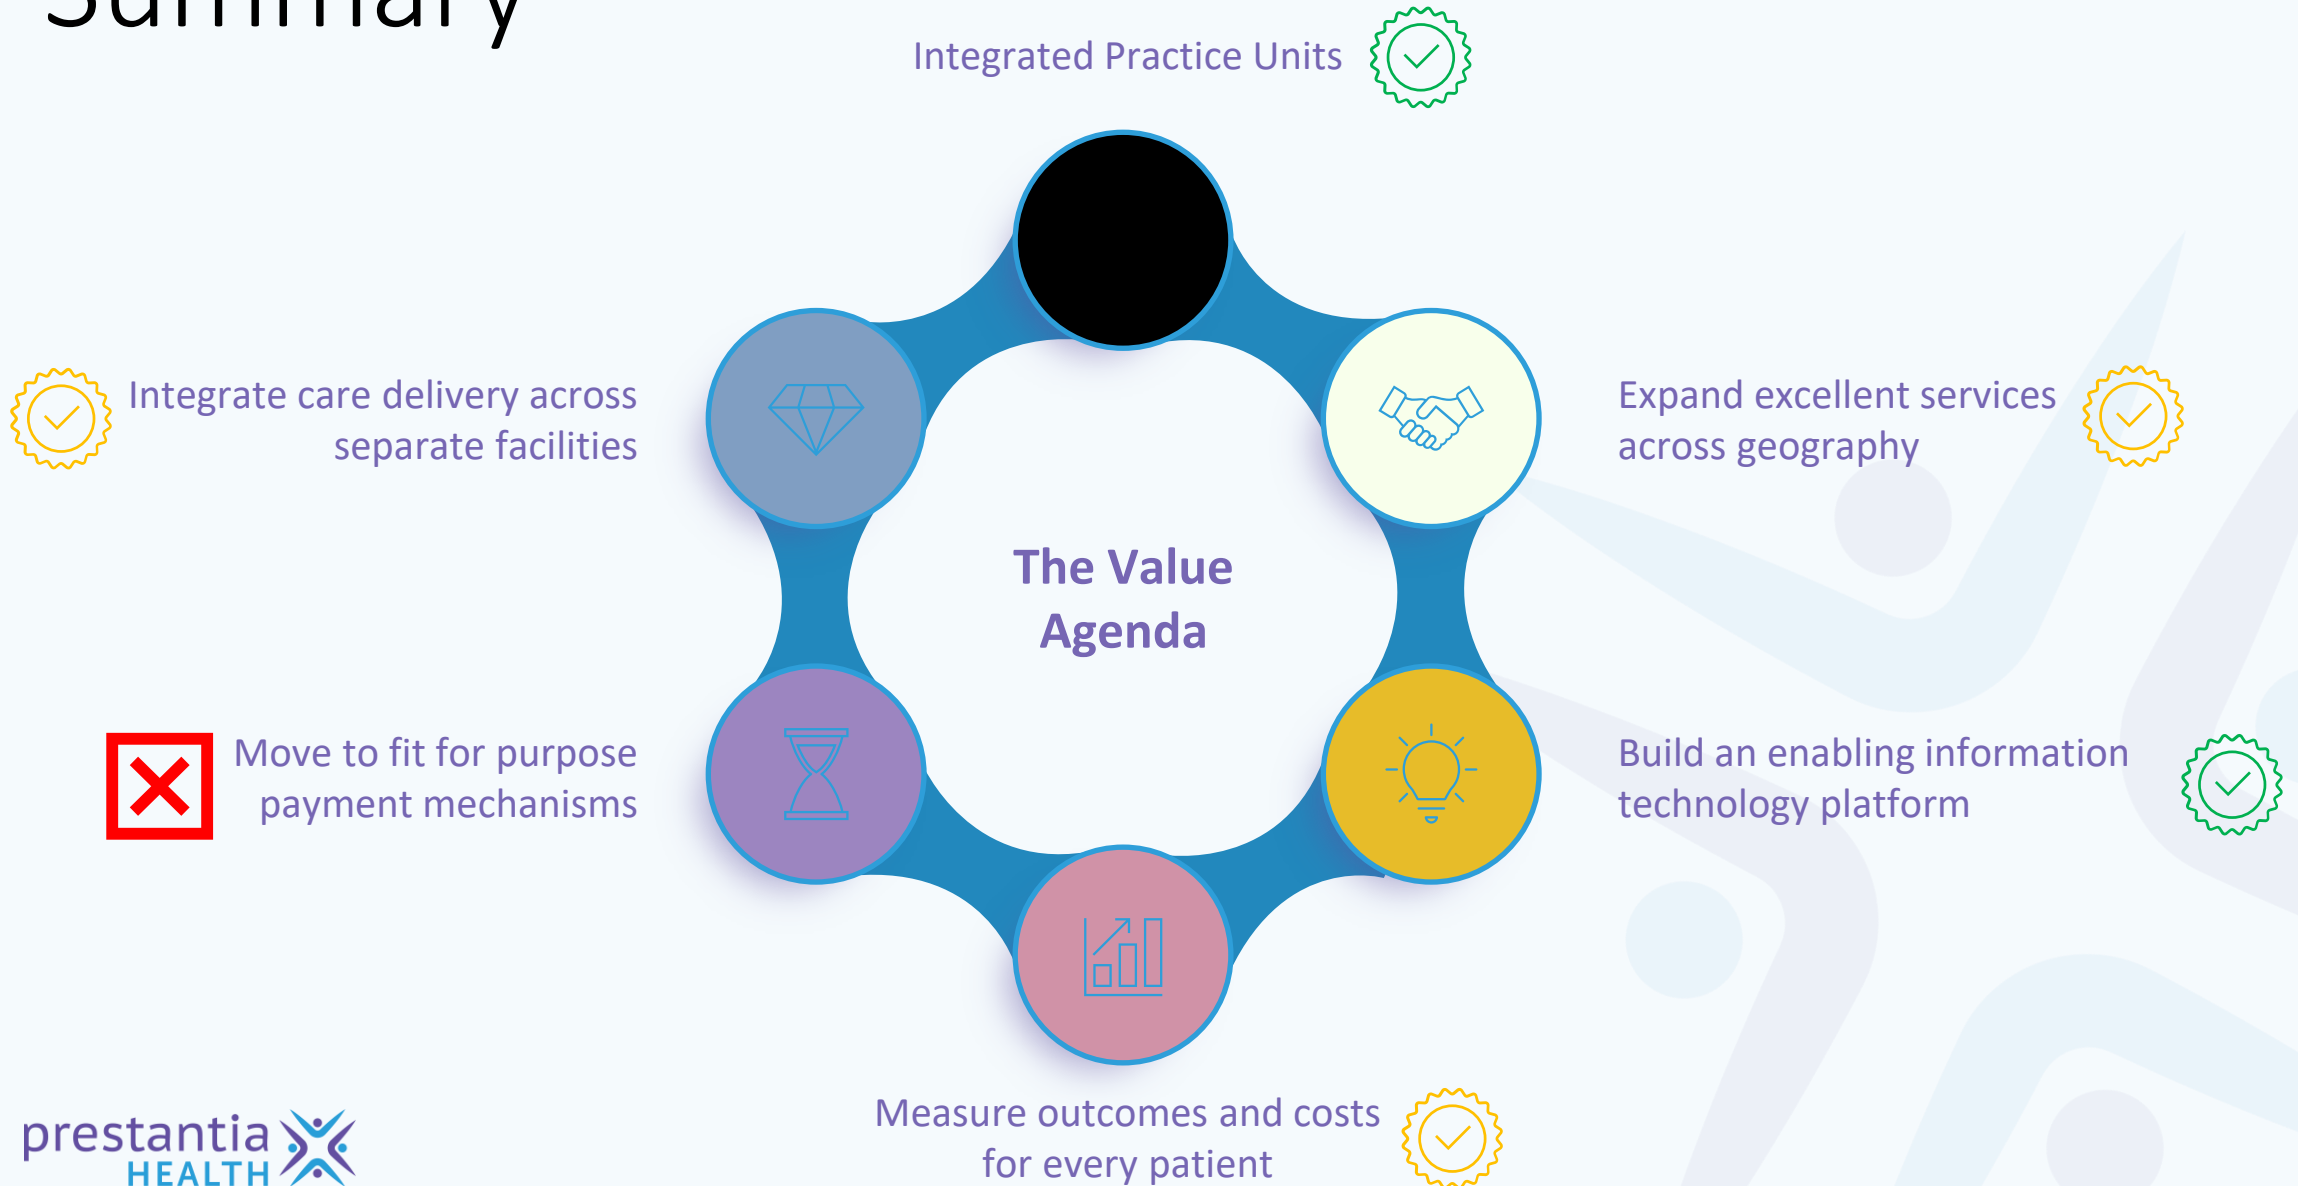 Summary
Integrated Practice Units
Integrate care delivery across
separate facilities
Expand excellent services
across geography
The Value
Agenda
Move to fit for purpose
payment mechanisms
Build an enabling information
technology platform
Measure outcomes and costs
for every patient
prestantia
HEALTH